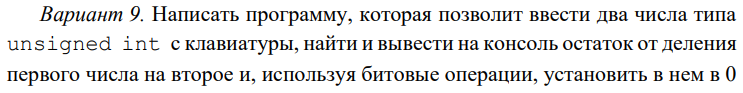 Вариант 9. Написать программу, которая позволит ввести два числа типа
unsigned int с клавиатуры, найти и вывести на консоль остаток от деления
первого числа на второе и, используя битовые операции, установить в нем в 0